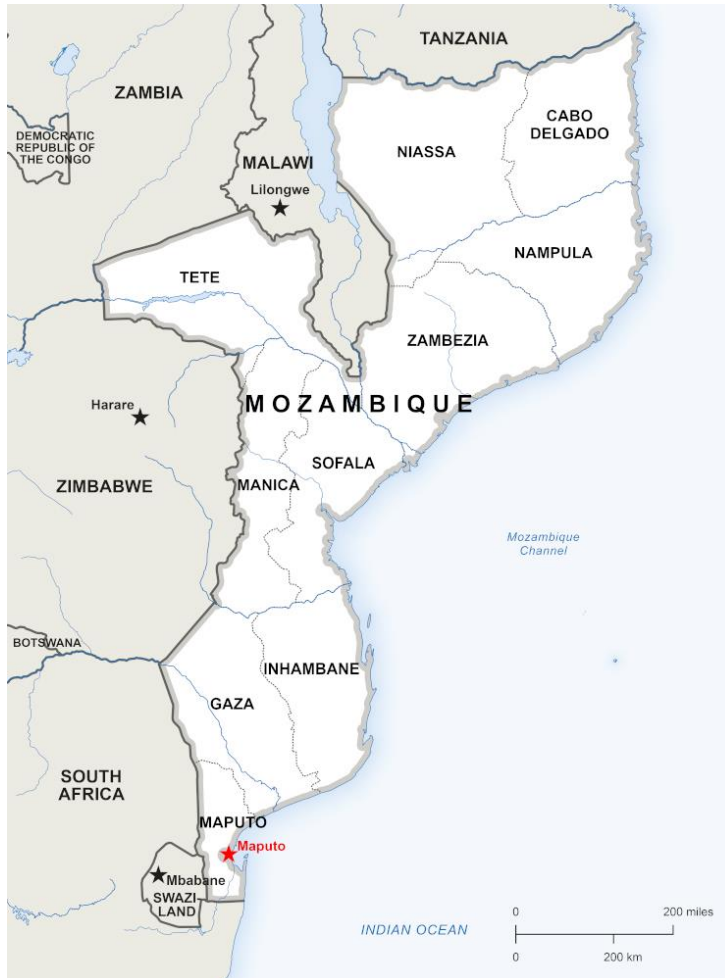 TANZANIA
ZAMBIA
CABO
DELGADO
DEMOCRATIC
REPUBLIC OF
THE CONGO
NIASSA
MALAWI
Lilongwe
NAMPULA
TETE
ZAMBEZIA
MOZAMBIQUE
Harare
SOFALA
MANICA
ZIMBABWE
Mozambique
Channel
BOTSWANA
INHAMBANE
GAZA
SOUTH
AFRICA
MAPUTO
Maputo
Mbabane
SWAZI-
LAND
INDIAN OCEAN
0 200 miles
0 200 km